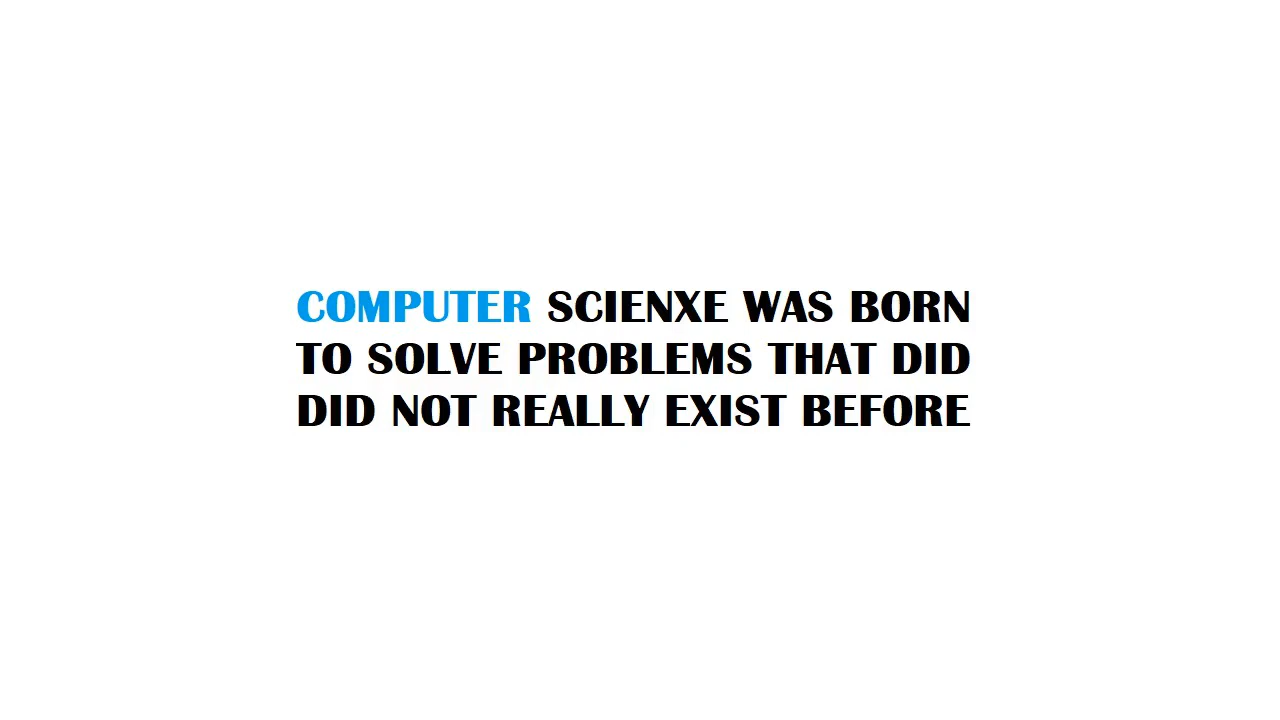 COMPUTER SCIENXE WAS BORN
TO SOLVE PROBLEMS THAT DID
DID NOT REALLY EXIST BEFORE